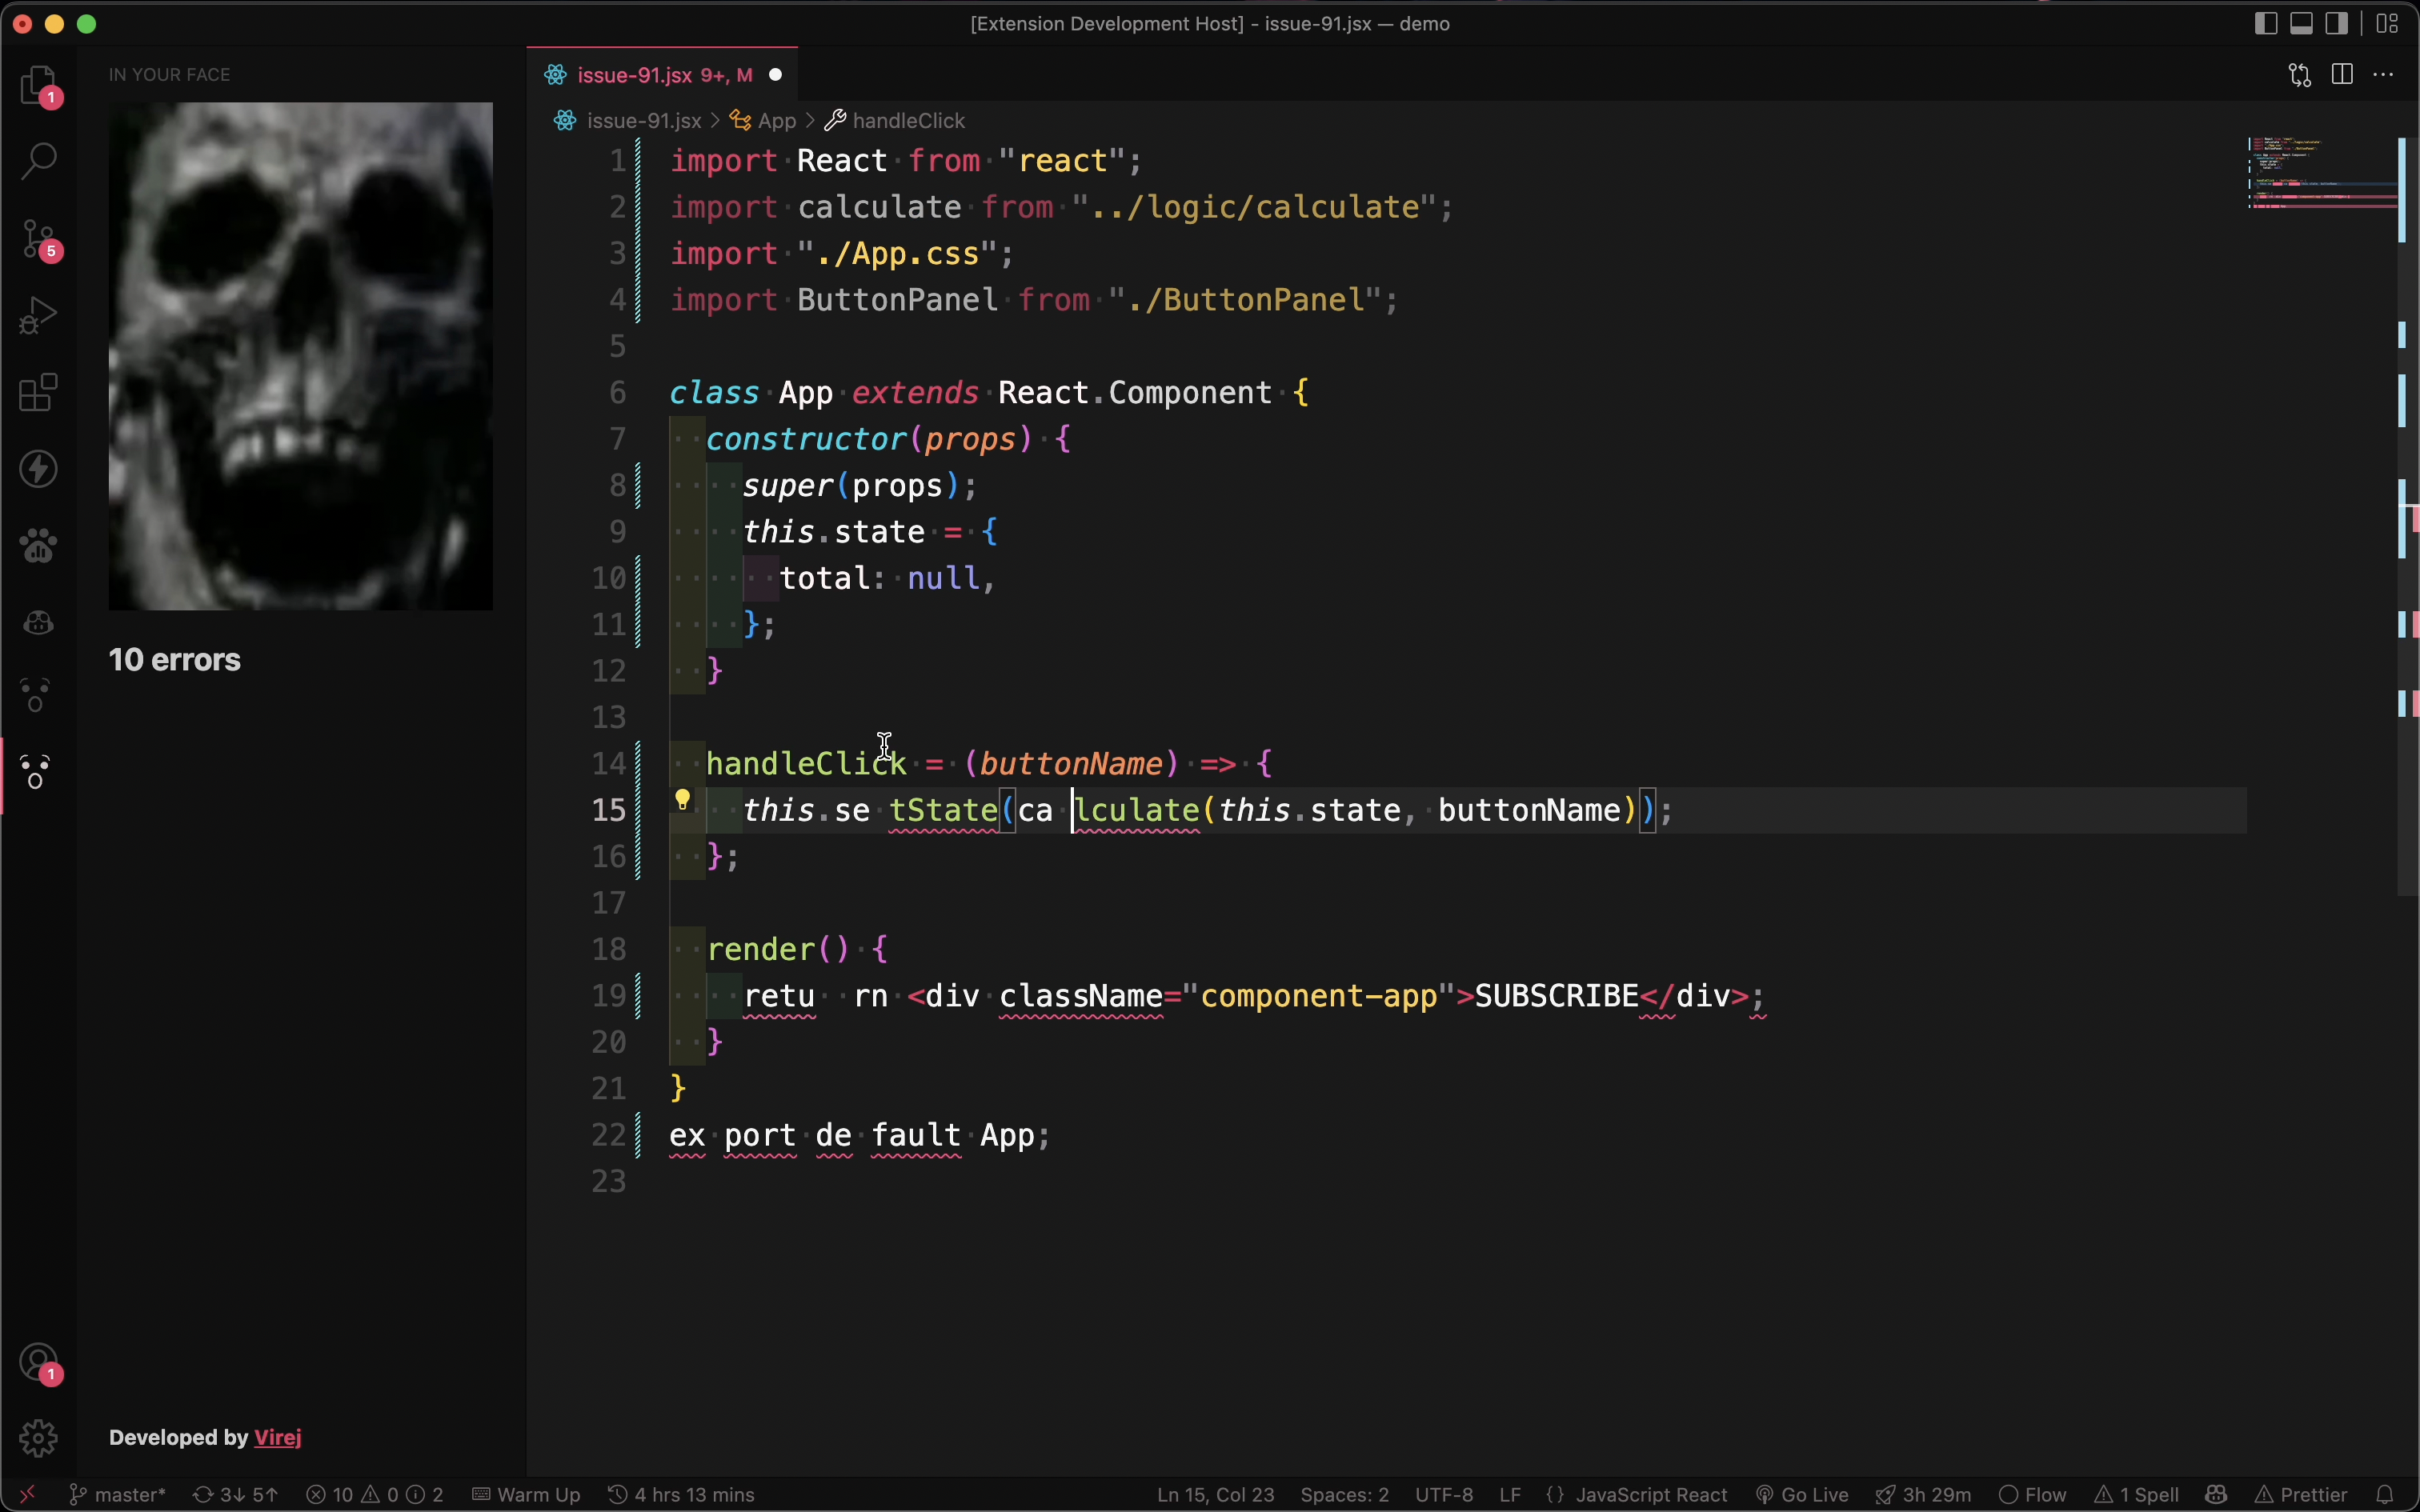 [Extension Development Host] - issue-91.jsx — demo
1
5
1
IN YOUR FACE
10 errors
Developed by Virej
issue-91.jsx 9+, M
issue-91.jsx > App > handleClick
1 import React from "react";
2 import calculate from "../logic/calculate";
3 import "./App.css";
4 import ButtonPanel from "./ButtonPanel";
5
6 class App extends React.Component {
7 constructor(props) {
8 super(props);
9 this.state = {
10 total: null,
11 };
12 }
13
14 handleClick = (buttonName) => {
15 this.se tState(ca lculate(this.state, buttonName));
16 };
17
18 render() {
19 retu  rn <div className="component-app">SUBSCRIBE</div>;
20 }
21 }
22 ex port de fault App;
23
master* 3↓ 5↑ 10 0 2 Warm Up 4 hrs 13 mins Ln 15, Col 23 Spaces: 2 UTF-8 LF {} JavaScript React Go Live 3h 29m Flow 1 Spell Prettier